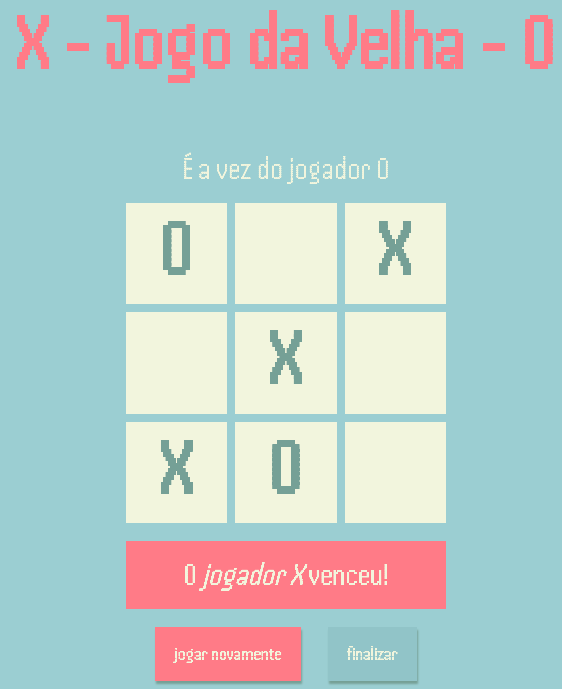 X - Jogo da Velha - O
É a vez do jogador O
O X
X
X O
O jogador X venceu!
jogar novamente finalizar